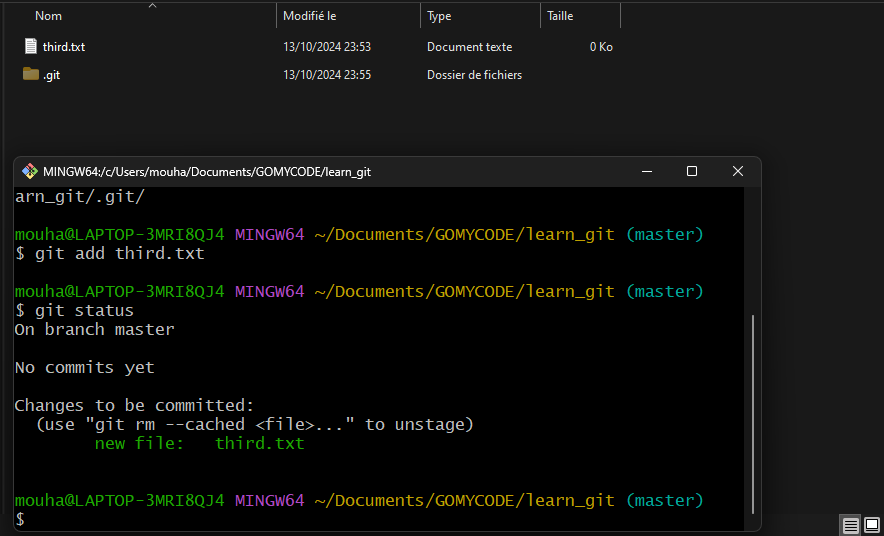 Nom Modifié le Type Taille
third.txt 13/10/2024 23:53 Document texte 0 Ko
.git 13/10/2024 23:55 Dossier de fichiers
MINGW64:/c/Users/mouha/Documents/GOMYCODE/learn_git
arn_git/.git/
mouha@LAPTOP-3MRI8QJ4 MINGW64 ~/Documents/GOMYCODE/learn_git (master)
$ git add third.txt
mouha@LAPTOP-3MRI8QJ4 MINGW64 ~/Documents/GOMYCODE/learn_git (master)
$ git status
On branch master
No commits yet
Changes to be committed:
(use "git rm --cached <file>..." to unstage)
new file: third.txt
mouha@LAPTOP-3MRI8QJ4 MINGW64 ~/Documents/GOMYCODE/learn_git (master)
$